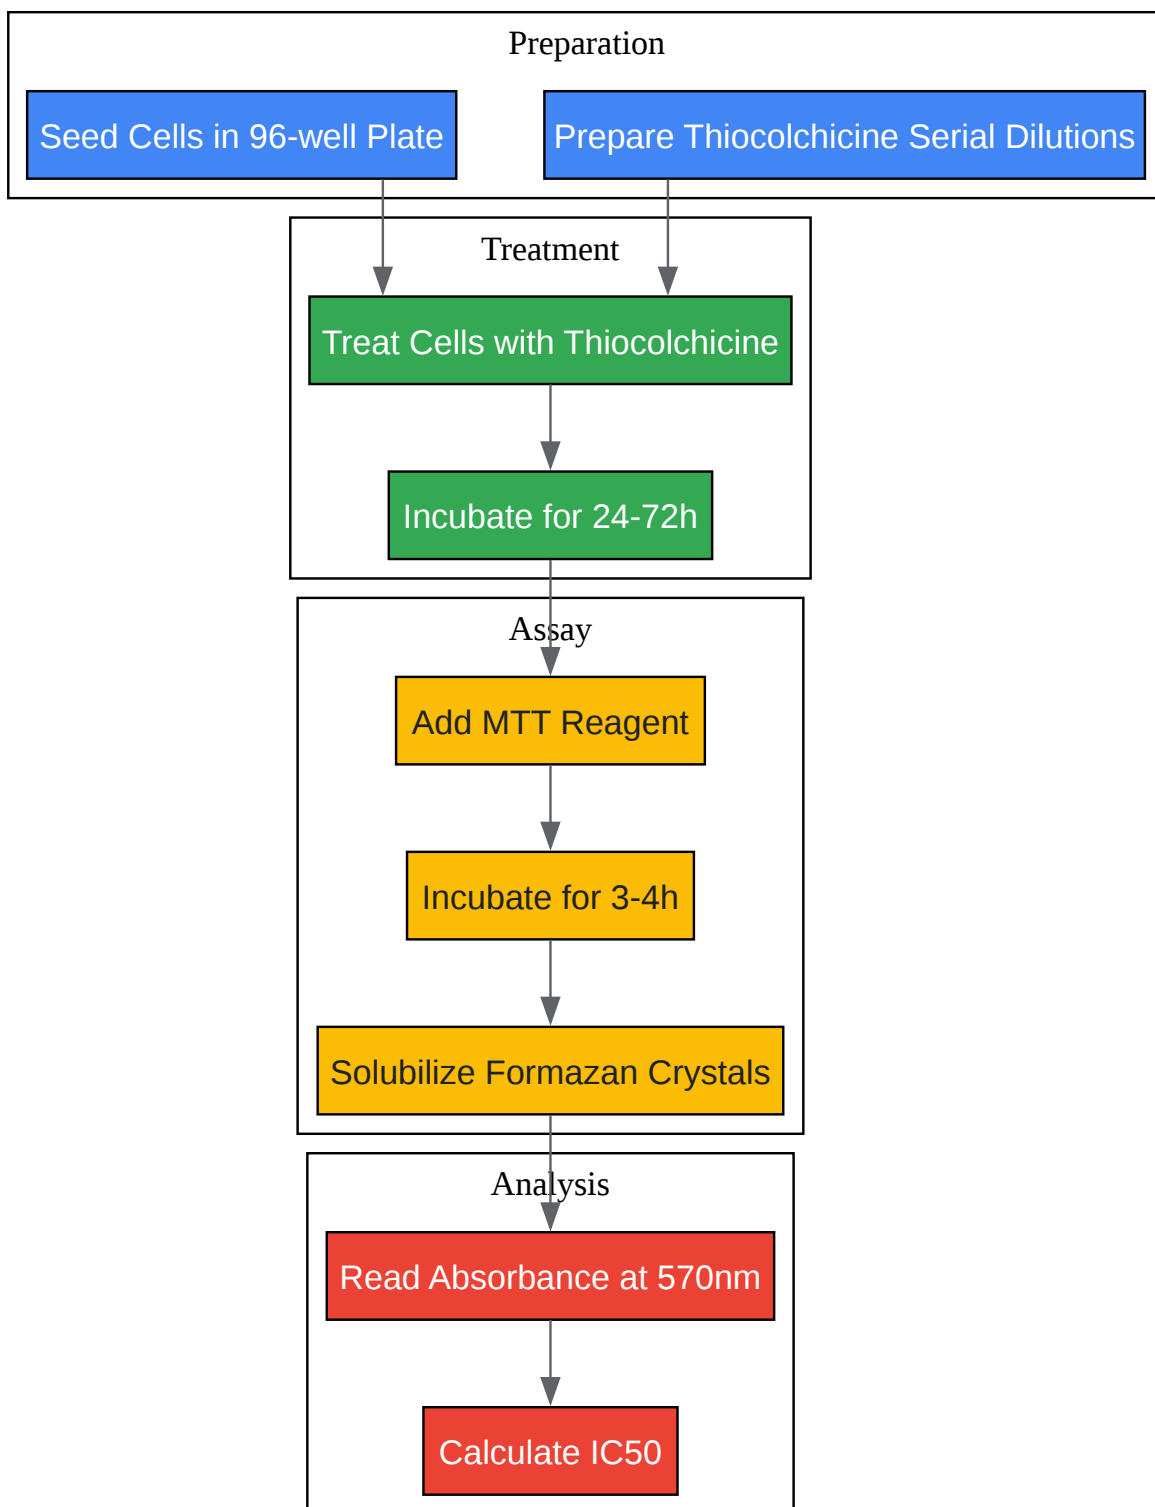 Preparation
Seed Cells in 96-well Plate
Prepare Thiocolchicine Serial Dilutions
Treatment
Treat Cells with Thiocolchicine
Incubate for 24-72h
Assay
Add MTT Reagent
Incubate for 3-4h
Solubilize Formazan Crystals
Analysis
Read Absorbance at 570nm
Calculate IC50